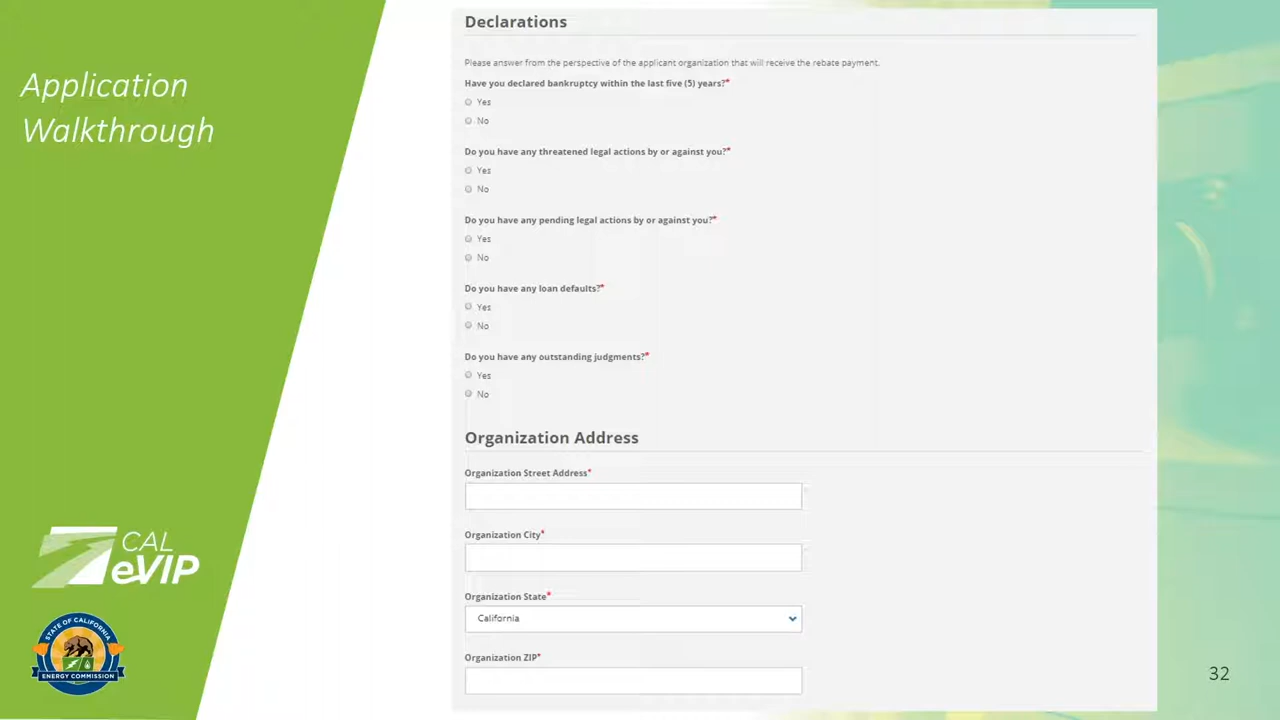 Application
Walkthrough
CAL
eVIP
STATE OF CALIFORNIA
ENERGY COMMISSION
Declarations
Please answer from the perspective of the applicant organization that will receive the rebate payment.
Have you declared bankruptcy within the last five (5) years?*
Yes
No
Do you have any threatened legal actions by or against you?*
Yes
No
Do you have any pending legal actions by or against you?*
Yes
No
Do you have any loan defaults?*
Yes
No
Do you have any outstanding judgments?*
Yes
No
Organization Address
Organization Street Address*
Organization City*
Organization State*
California
Organization ZIP*
32